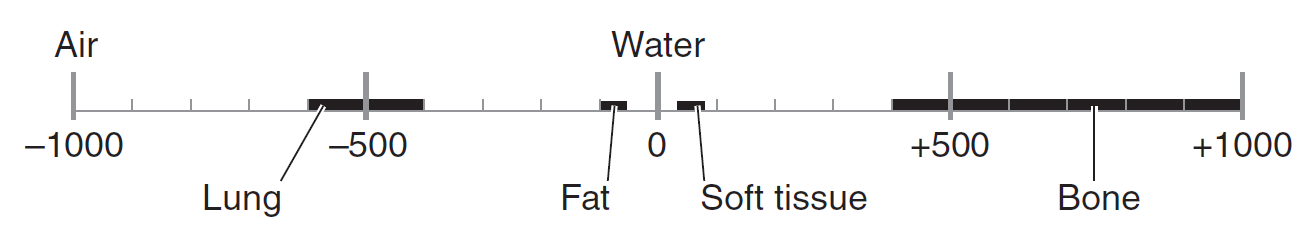 Air Water
–1000 –500 0 +500 +1000
Lung Fat Soft tissue Bone